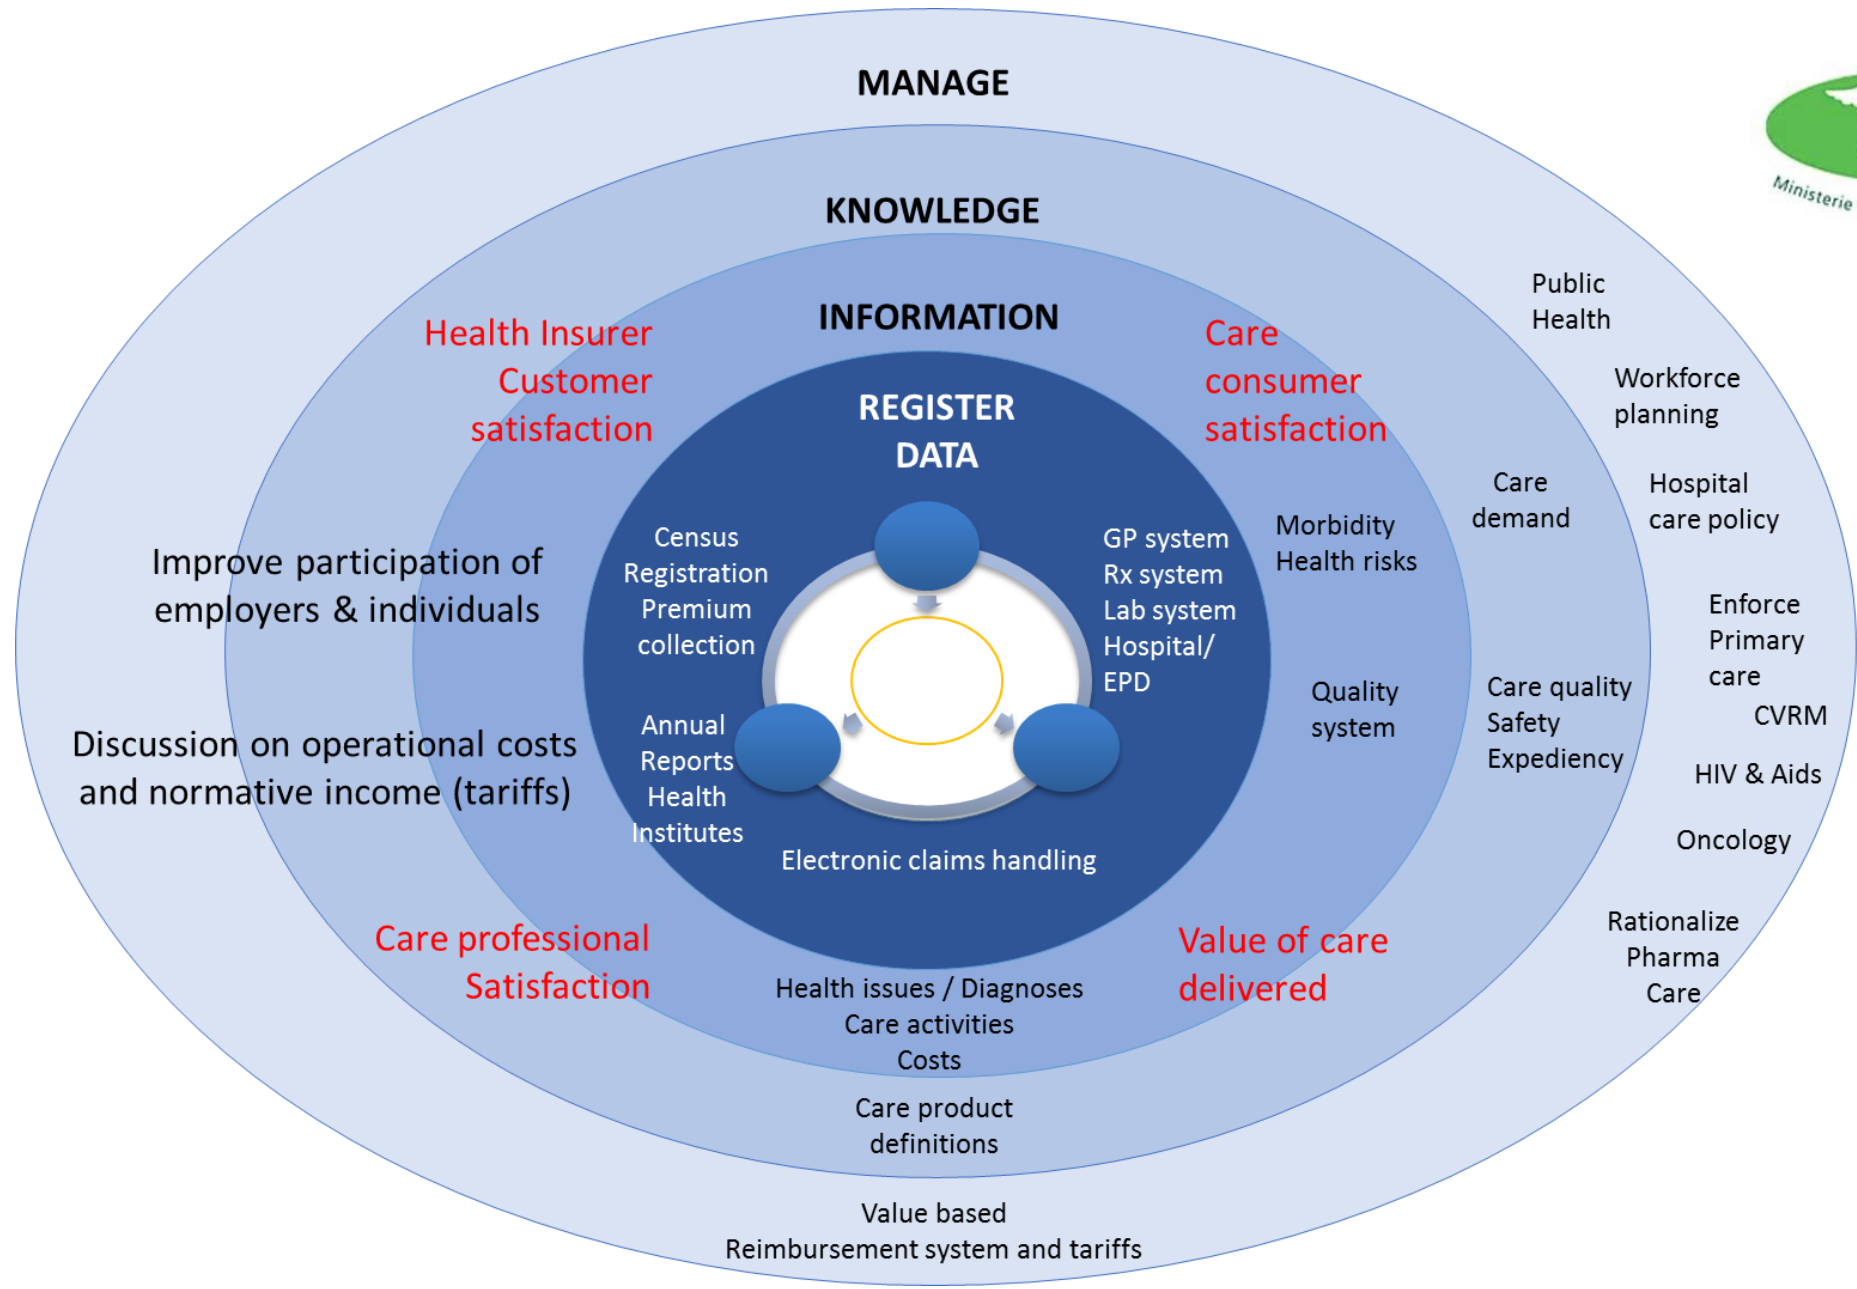 MANAGE
Ministerie
KNOWLEDGE
INFORMATION
REGISTER
DATA
Health Insurer
Customer
satisfaction
Care
consumer
satisfaction
Public
Health
Workforce
planning
Hospital
care policy
Enforce
Primary
care
CVRM
HIV & Aids
Oncology
Rationalize
Pharma
Care
Care
demand
Care quality
Safety
Expediency
Morbidity
Health risks
Quality
system
Census
Registration
Premium
collection
GP system
Rx system
Lab system
Hospital/
EPD
Annual
Reports
Health
Institutes
Electronic claims handling
Improve participation of
employers & individuals
Discussion on operational costs
and normative income (tariffs)
Care professional
Satisfaction
Value of care
delivered
Health issues / Diagnoses
Care activities
Costs
Care product
definitions
Value based
Reimbursement system and tariffs